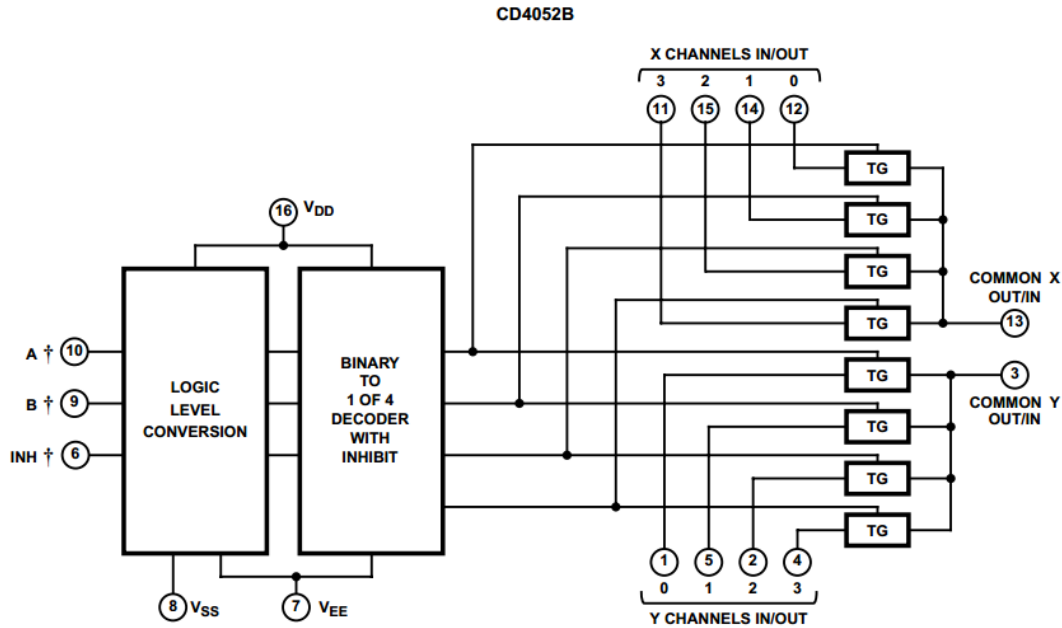 CD4052B
X CHANNELS IN/OUT
3 2 1 0
11 15 14 12
TG
TG
16 VDD
TG
COMMON X
OUT/IN
TG
13
A † 10
LOGIC
LEVEL
CONVERSION
BINARY
TO
1 OF 4
DECODER
WITH
INHIBIT
TG
3
COMMON Y
OUT/IN
B † 9
TG
INH † 6
TG
TG
1 5 2 4
0 1 2 3
8 VSS
7 VEE
Y CHANNELS IN/OUT